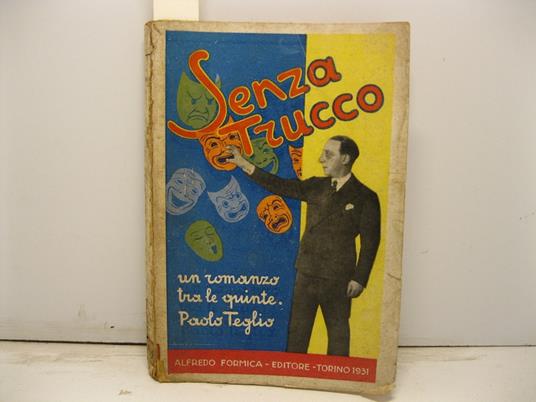 Senza
Trucco
un romanzo
tra le quinte.
Paolo Teglio
ALFREDO FORMICA - EDITORE - TORINO 1931